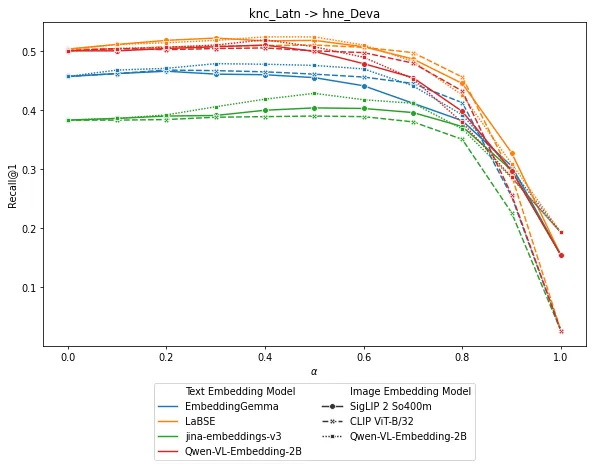 knc_Latn -> hne_Deva
Recall@1
0.5
0.4
0.3
0.2
0.1
0.0
0.2
0.4
0.6
0.8
1.0
α
Text Embedding Model
EmbeddingGemma
LaBSE
jina-embeddings-v3
Qwen-VL-Embedding-2B
Image Embedding Model
SigLIP 2 So400m
CLIP ViT-B/32
Qwen-VL-Embedding-2B